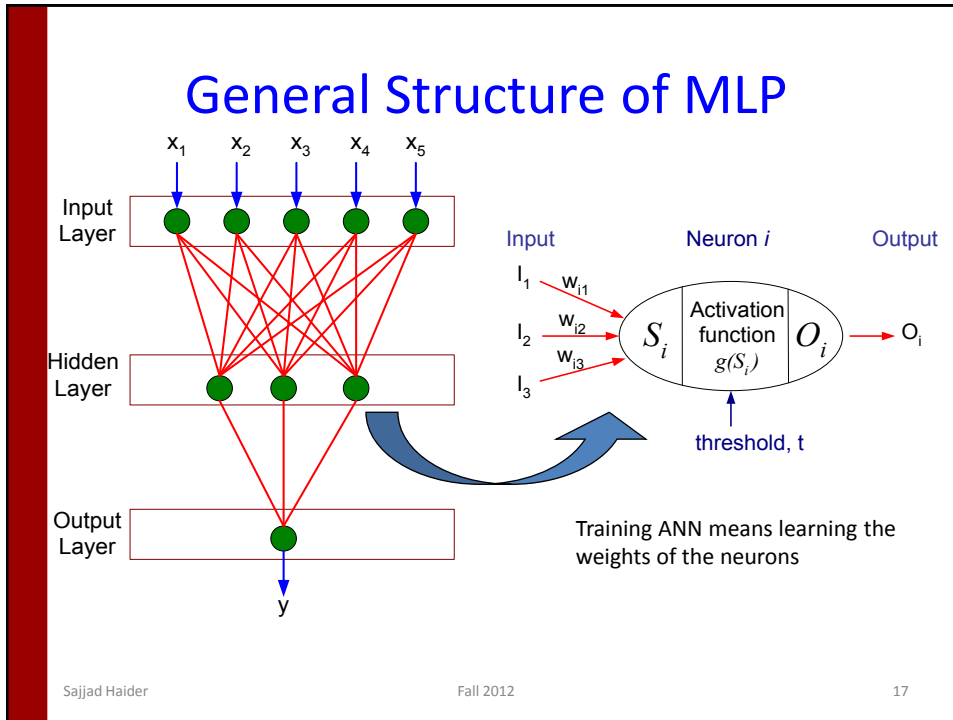 General Structure of MLP
x1 x2 x3 x4 x5
Input
Layer
Hidden
Layer
Output
Layer
y
Input Neuron i Output
I1 wi1
I2 wi2
I3 wi3
Si
Activation
function
g(Si)
Oi
Oi
threshold, t
Training ANN means learning the
weights of the neurons
Sajjad Haider Fall 2012 17